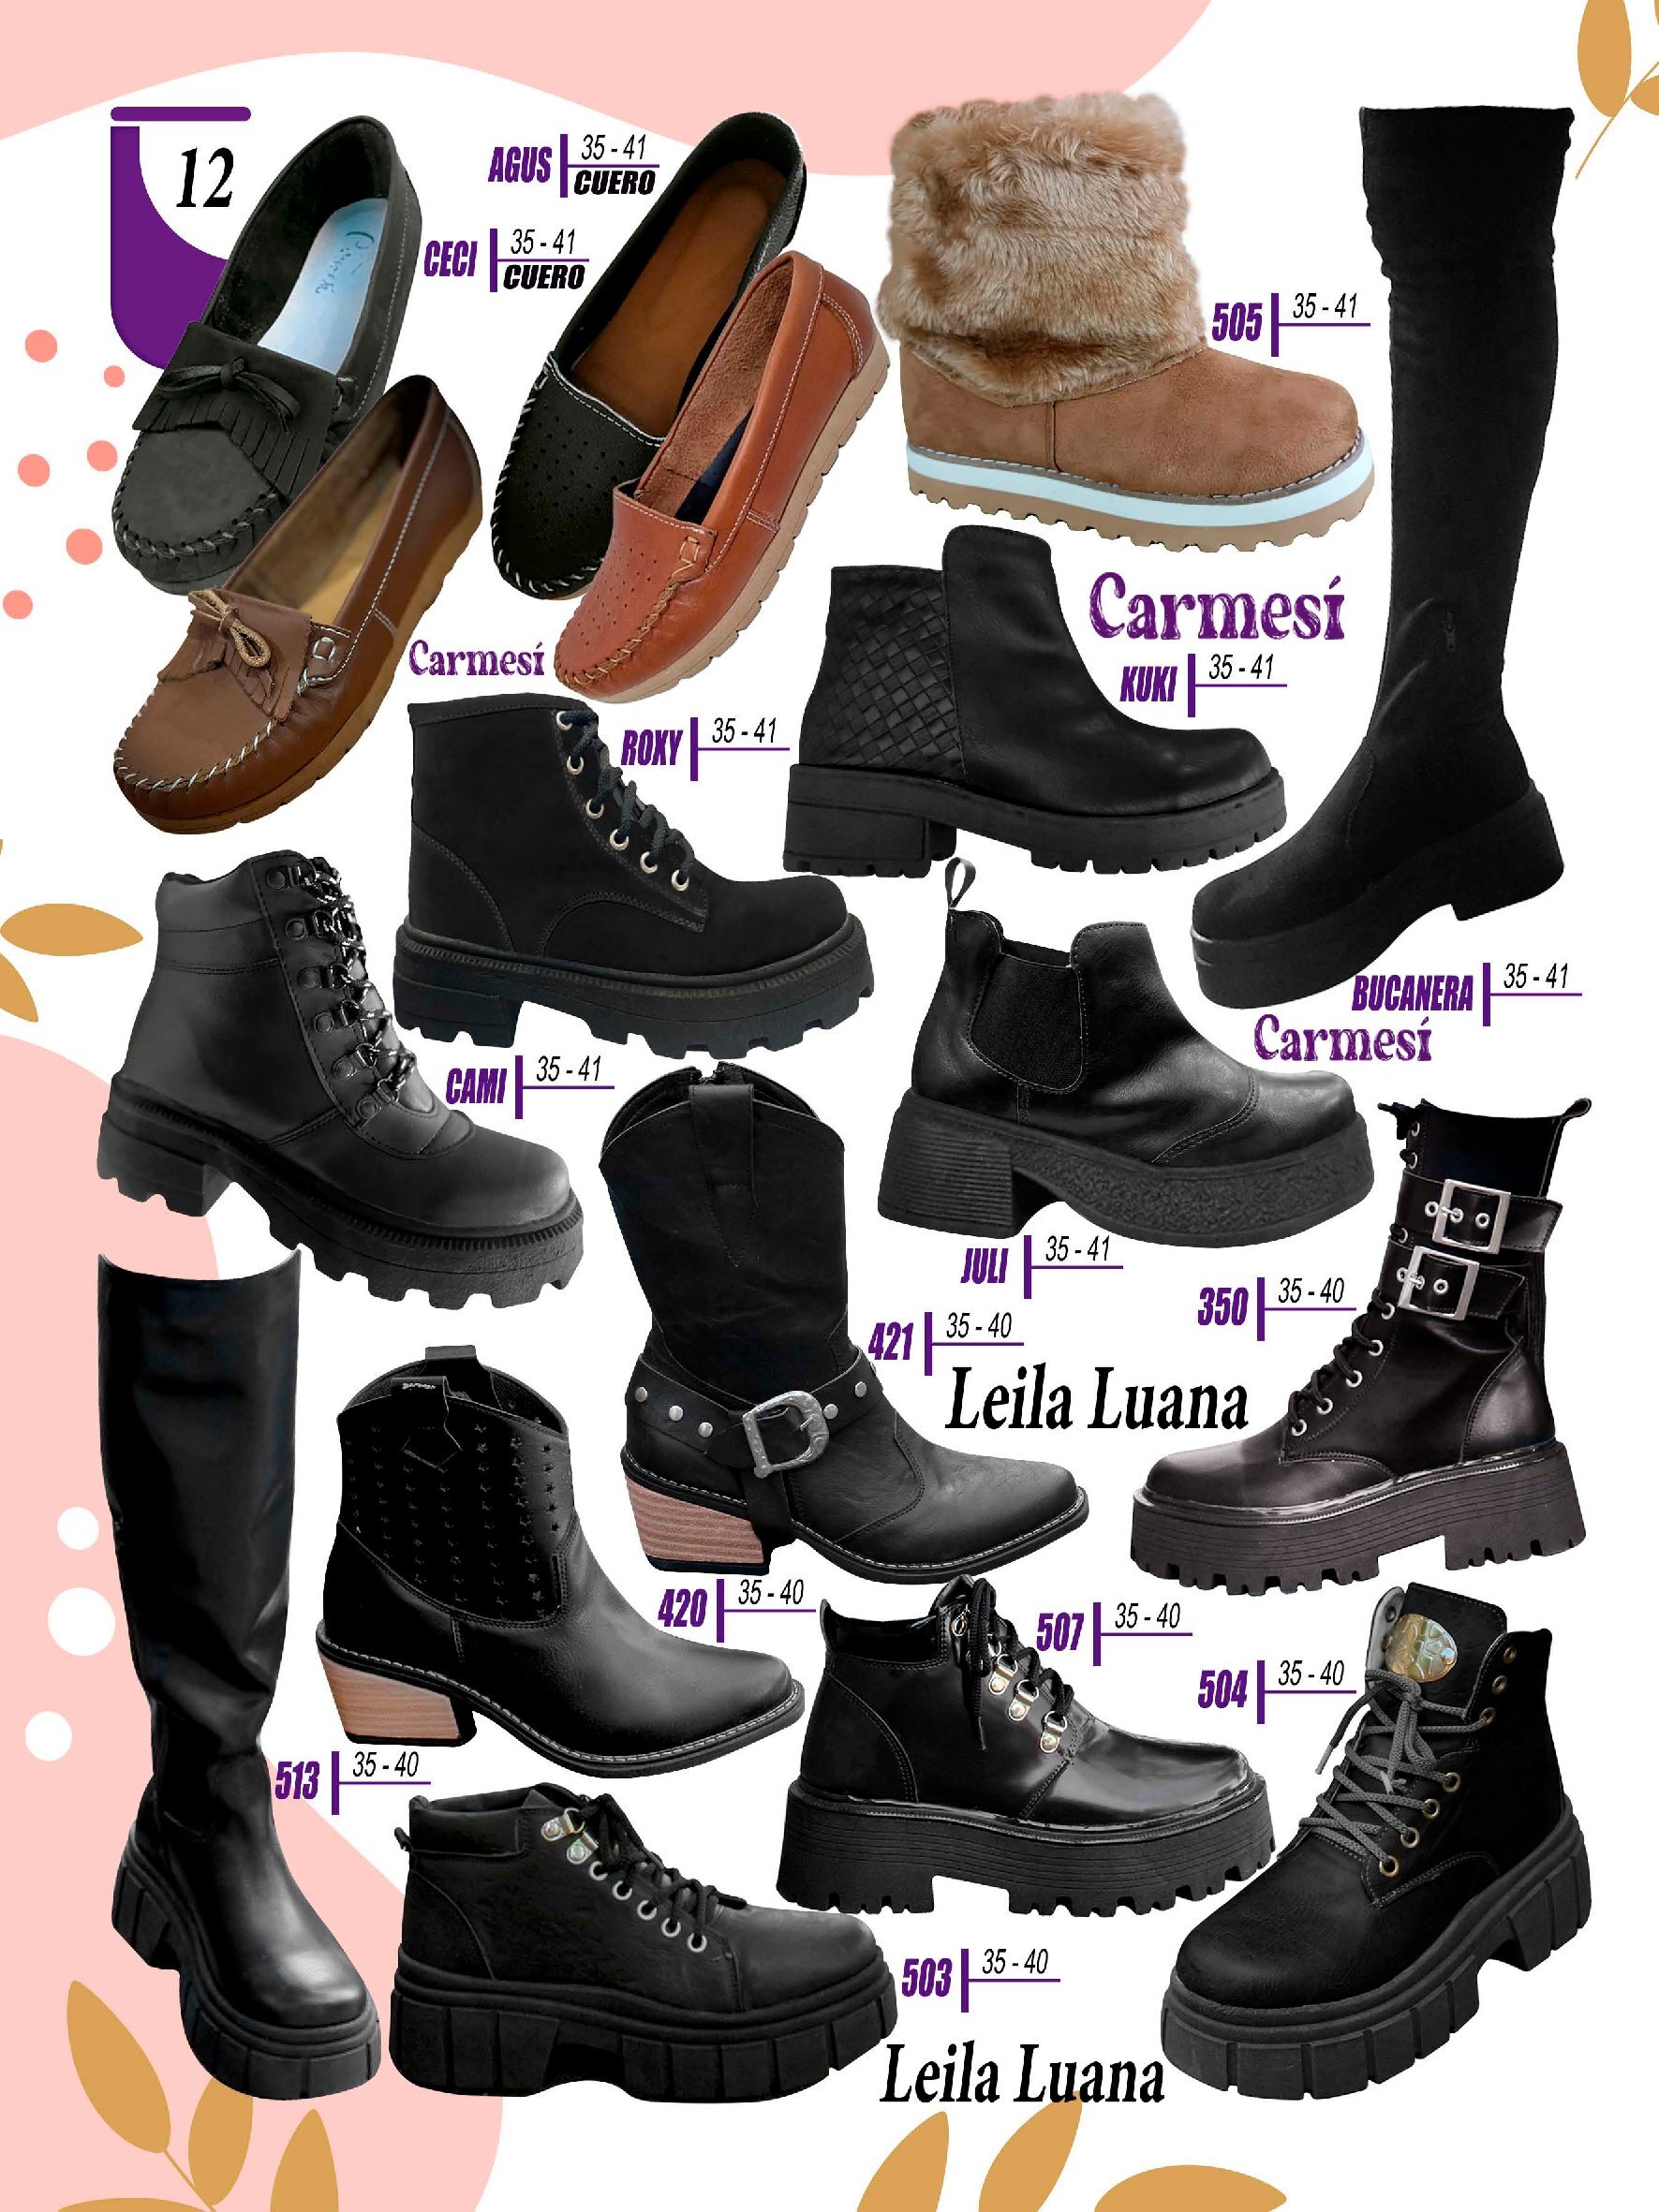 12
AGUS 35 - 41
CUERO
CECI 35 - 41
CUERO
505 35 - 41
Carmesí
KUKI 35 - 41
Carmesí
ROXY 35 - 41
BUCANERA 35 - 41
Carmesí
CAMI 35 - 41
JULI 35 - 41
350 35 - 40
421 35 - 40
Leila Luana
420 35 - 40
507 35 - 40
504 35 - 40
513 35 - 40
503 35 - 40
Leila Luana